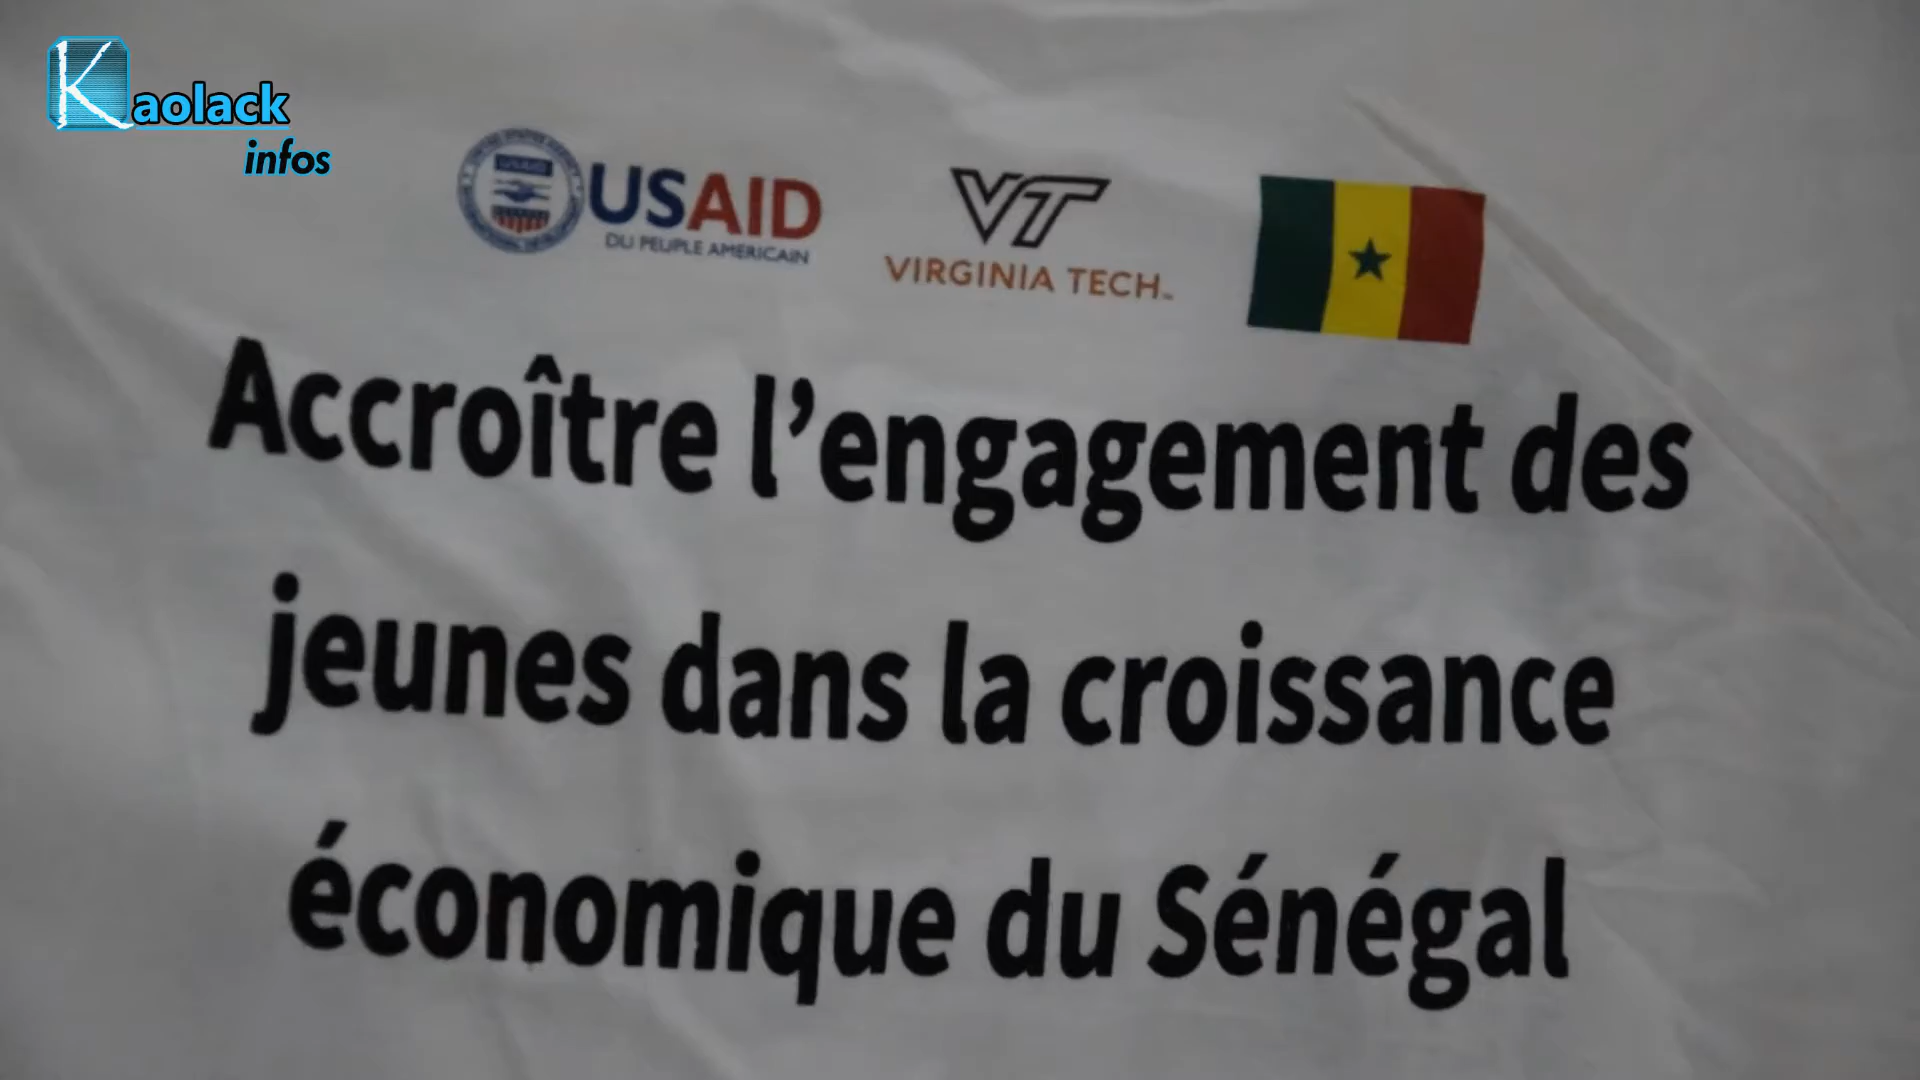 Kaolack
infos
USAID
DU PEUPLE AMERICAIN
VT
VIRGINIA TECH
Accroître l’engagement des
jeunes dans la croissance
économique du Sénégal